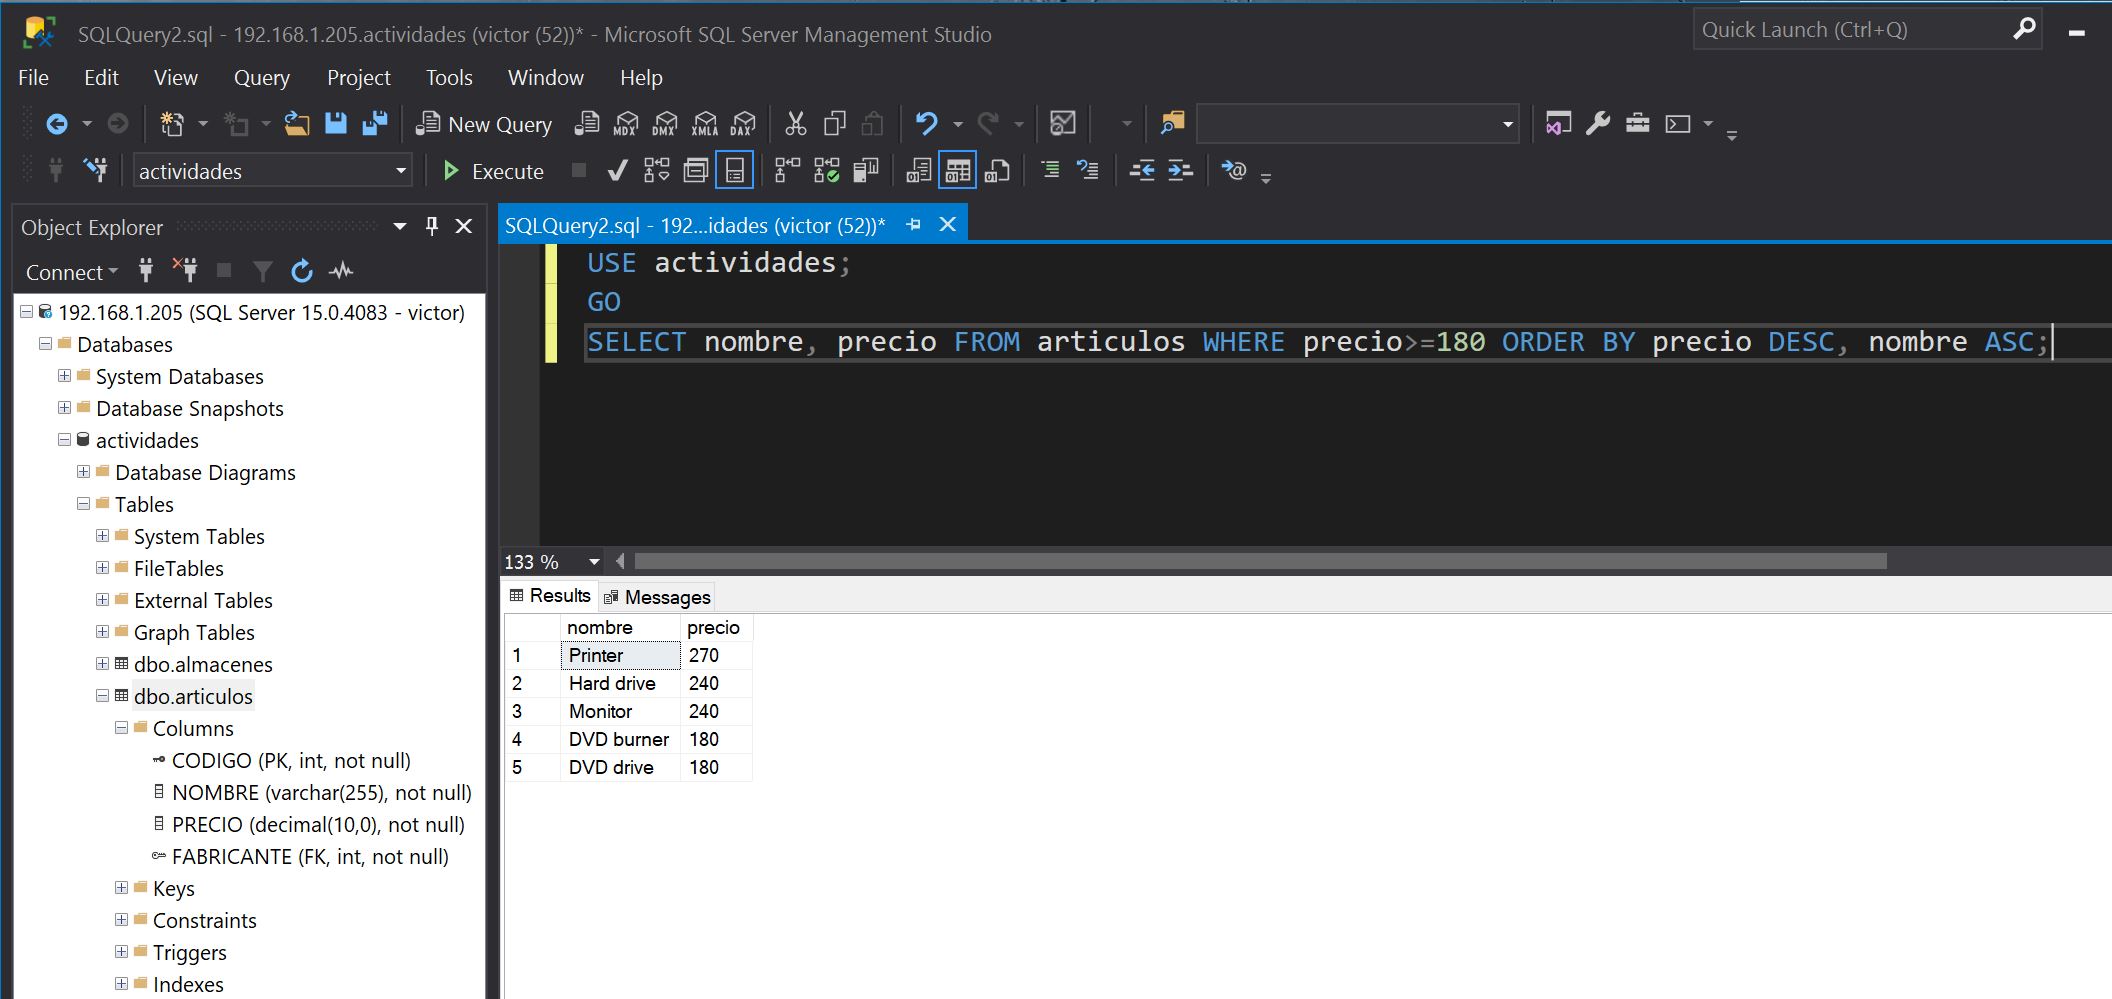 SQLQuery2.sql - 192.168.1.205.actividades (victor (52))* - Microsoft SQL Server Management Studio
Quick Launch (Ctrl+Q)
File Edit View Query Project Tools Window Help
New Query MDX DMX XMLA DAX
actividades Execute
Object Explorer
Connect
192.168.1.205 (SQL Server 15.0.4083 - victor)
Databases
System Databases
Database Snapshots
actividades
Database Diagrams
Tables
System Tables
FileTables
External Tables
Graph Tables
dbo.almacenes
dbo.articulos
Columns
CODIGO (PK, int, not null)
NOMBRE (varchar(255), not null)
PRECIO (decimal(10,0), not null)
FABRICANTE (FK, int, not null)
Keys
Constraints
Triggers
Indexes
SQLQuery2.sql - 192...idades (victor (52))*
USE actividades;
GO
SELECT nombre, precio FROM articulos WHERE precio>=180 ORDER BY precio DESC, nombre ASC;
133 %
Results Messages
nombre precio
1 Printer 270
2 Hard drive 240
3 Monitor 240
4 DVD burner 180
5 DVD drive 180